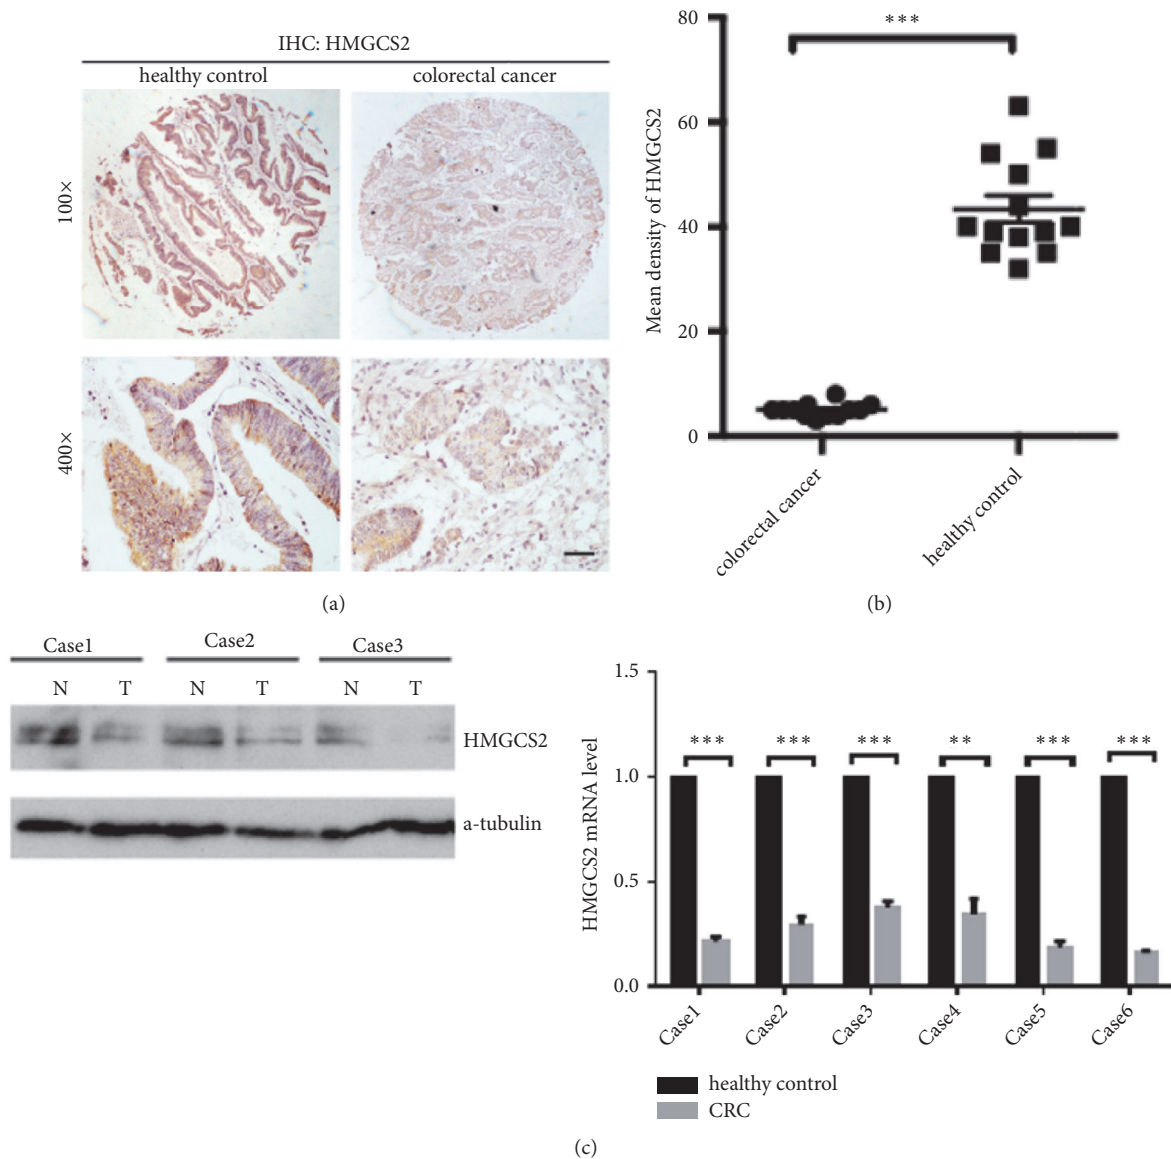 IHC: HMGCS2
healthy control colorectal cancer
100×
400×
(a)
Mean density of HMGCS2
80
60
40
20
0
***
colorectal cancer
healthy control
(b)
Case1 Case2 Case3
N T N T N T
HMGCS2
a-tubulin
HMGCS2 mRNA level
1.5
1.0
0.5
0.0
*** *** *** ** *** ***
Case1
Case2
Case3
Case4
Case5
Case6
healthy control
CRC
(c)